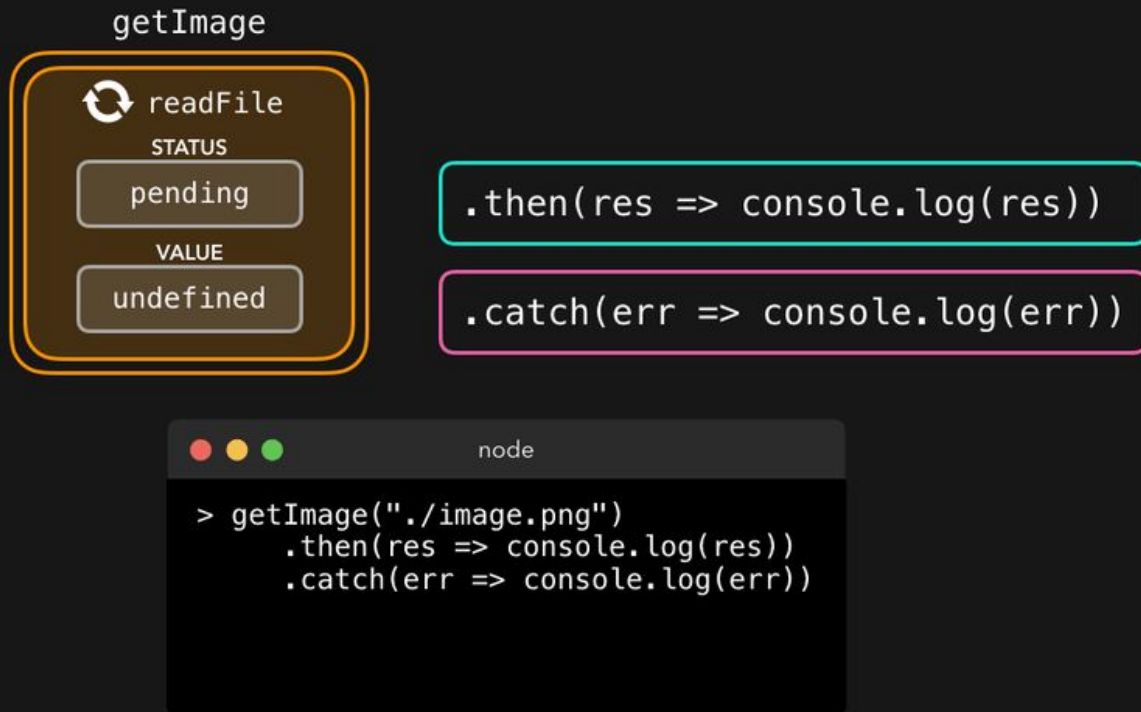 getImage
readFile
STATUS
pending
VALUE
undefined
.then(res => console.log(res))
.catch(err => console.log(err))
node
> getImage("./image.png")
.then(res => console.log(res))
.catch(err => console.log(err))